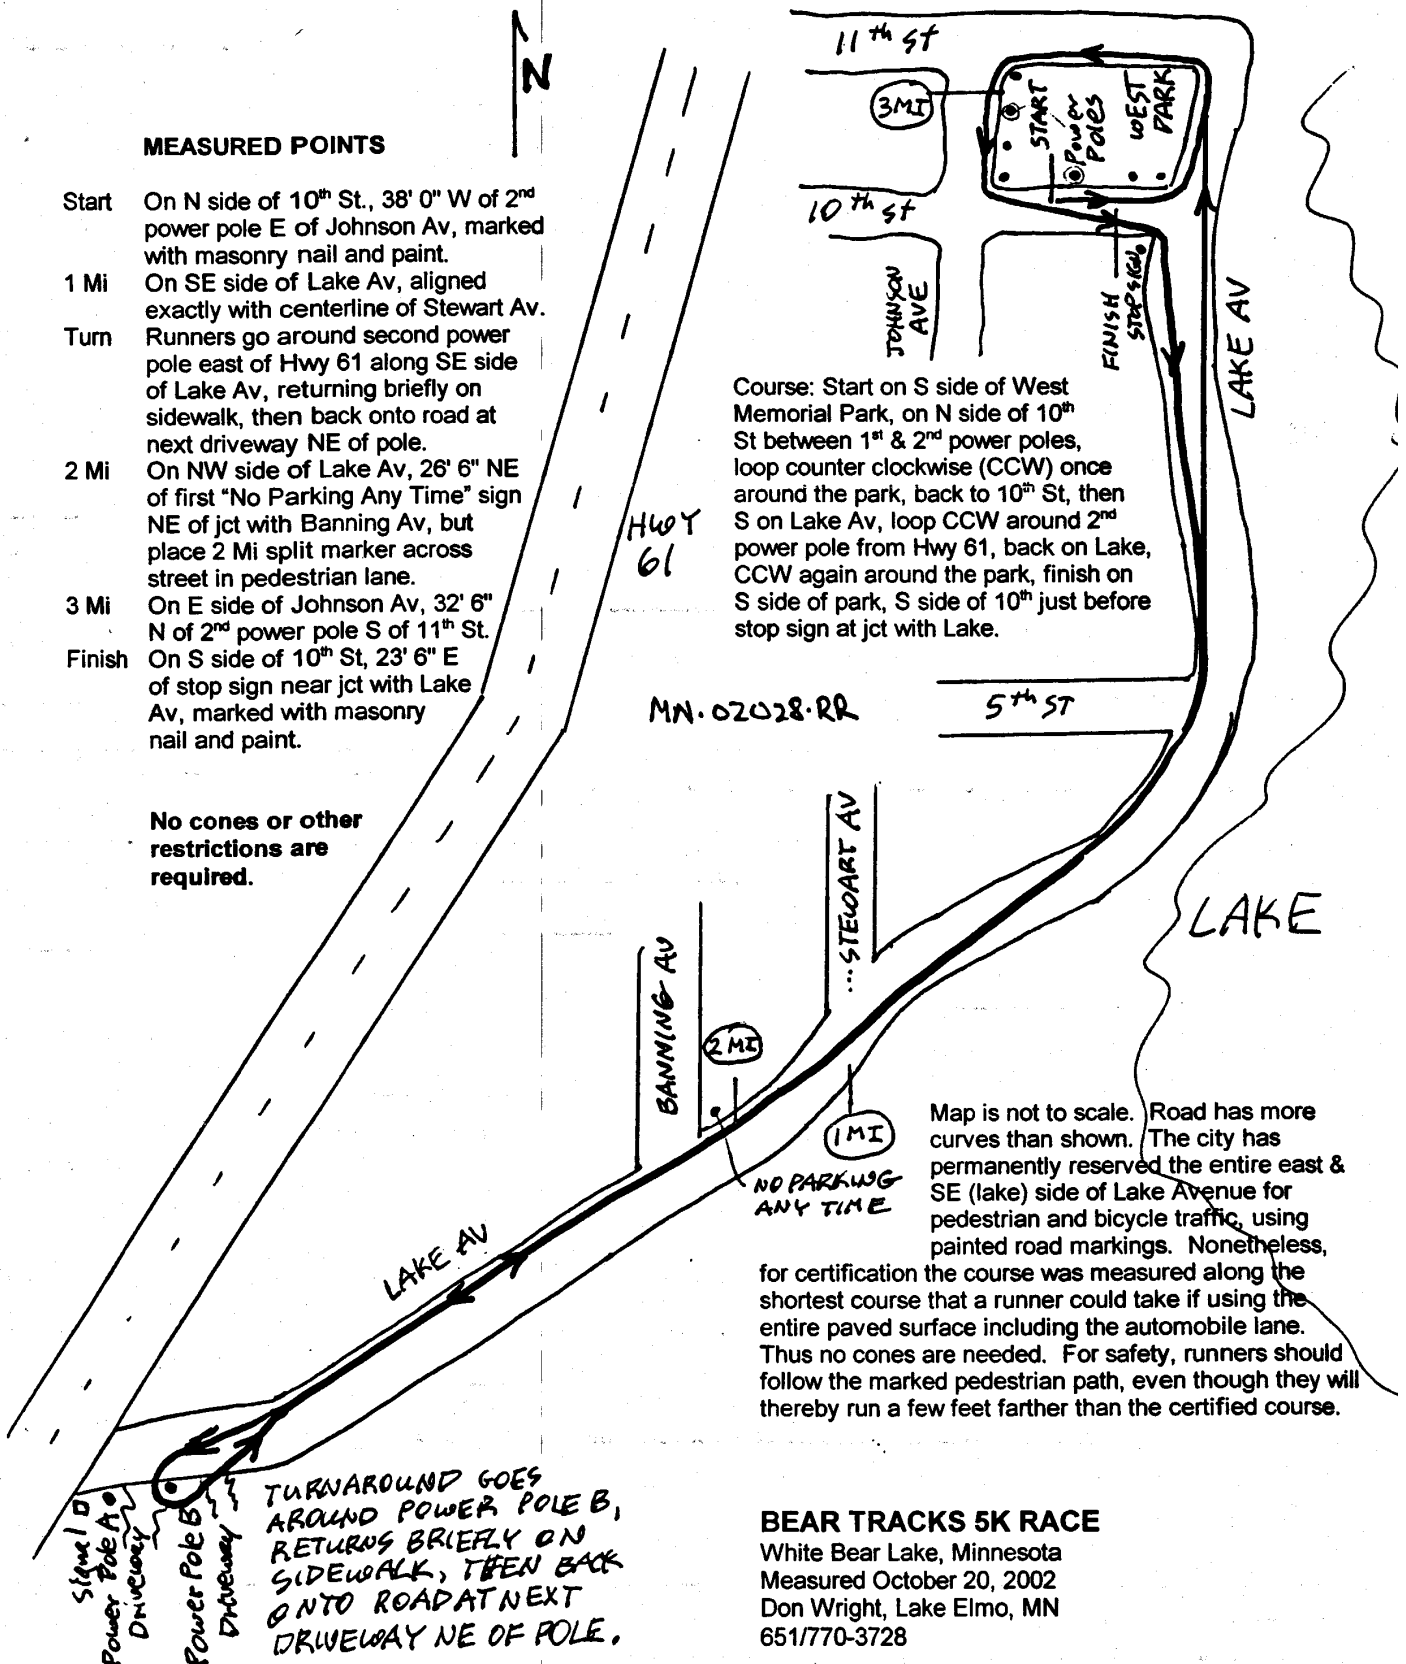 N
11th ST
3MI
START
Power
Poles
WEST
PARK
10th ST
JOHNSON
AVE
FINISH
STOP SIGN
LAKE AV
MEASURED POINTS
Start On N side of 10th St., 38' 0" W of 2nd
power pole E of Johnson Av, marked
with masonry nail and paint.
1 Mi On SE side of Lake Av, aligned
exactly with centerline of Stewart Av.
Turn Runners go around second power
pole east of Hwy 61 along SE side
of Lake Av, returning briefly on
sidewalk, then back onto road at
next driveway NE of pole.
2 Mi On NW side of Lake Av, 26' 6" NE
of first "No Parking Any Time" sign
NE of jct with Banning Av, but
place 2 Mi split marker across
street in pedestrian lane.
3 Mi On E side of Johnson Av, 32' 6"
N of 2nd power pole S of 11th St.
Finish On S side of 10th St, 23' 6" E
of stop sign near jct with Lake
Av, marked with masonry
nail and paint.
No cones or other
restrictions are
required.
HWY
61
Course: Start on S side of West
Memorial Park, on N side of 10th
St between 1st & 2nd power poles,
loop counter clockwise (CCW) once
around the park, back to 10th St, then
S on Lake Av, loop CCW around 2nd
power pole from Hwy 61, back on Lake,
CCW again around the park, finish on
S side of park, S side of 10th just before
stop sign at jct with Lake.
MN·02028·RR
5th ST
...STEWART AV
LAKE
BANNING AV
2 MI
1 MI
NO PARKING
ANY TIME
LAKE AV
Map is not to scale. Road has more
curves than shown. The city has
permanently reserved the entire east &
SE (lake) side of Lake Avenue for
pedestrian and bicycle traffic, using
painted road markings. Nonetheless,
for certification the course was measured along the
shortest course that a runner could take if using the
entire paved surface including the automobile lane.
Thus no cones are needed. For safety, runners should
follow the marked pedestrian path, even though they will
thereby run a few feet farther than the certified course.
Signal
Power Pole A
Driveway
Power Pole B
Driveway
TURNAROUND GOES
AROUND POWER POLE B,
RETURNS BRIEFLY ON
SIDEWALK, THEN BACK
ONTO ROAD AT NEXT
DRIVEWAY NE OF POLE.
BEAR TRACKS 5K RACE
White Bear Lake, Minnesota
Measured October 20, 2002
Don Wright, Lake Elmo, MN
651/770-3728